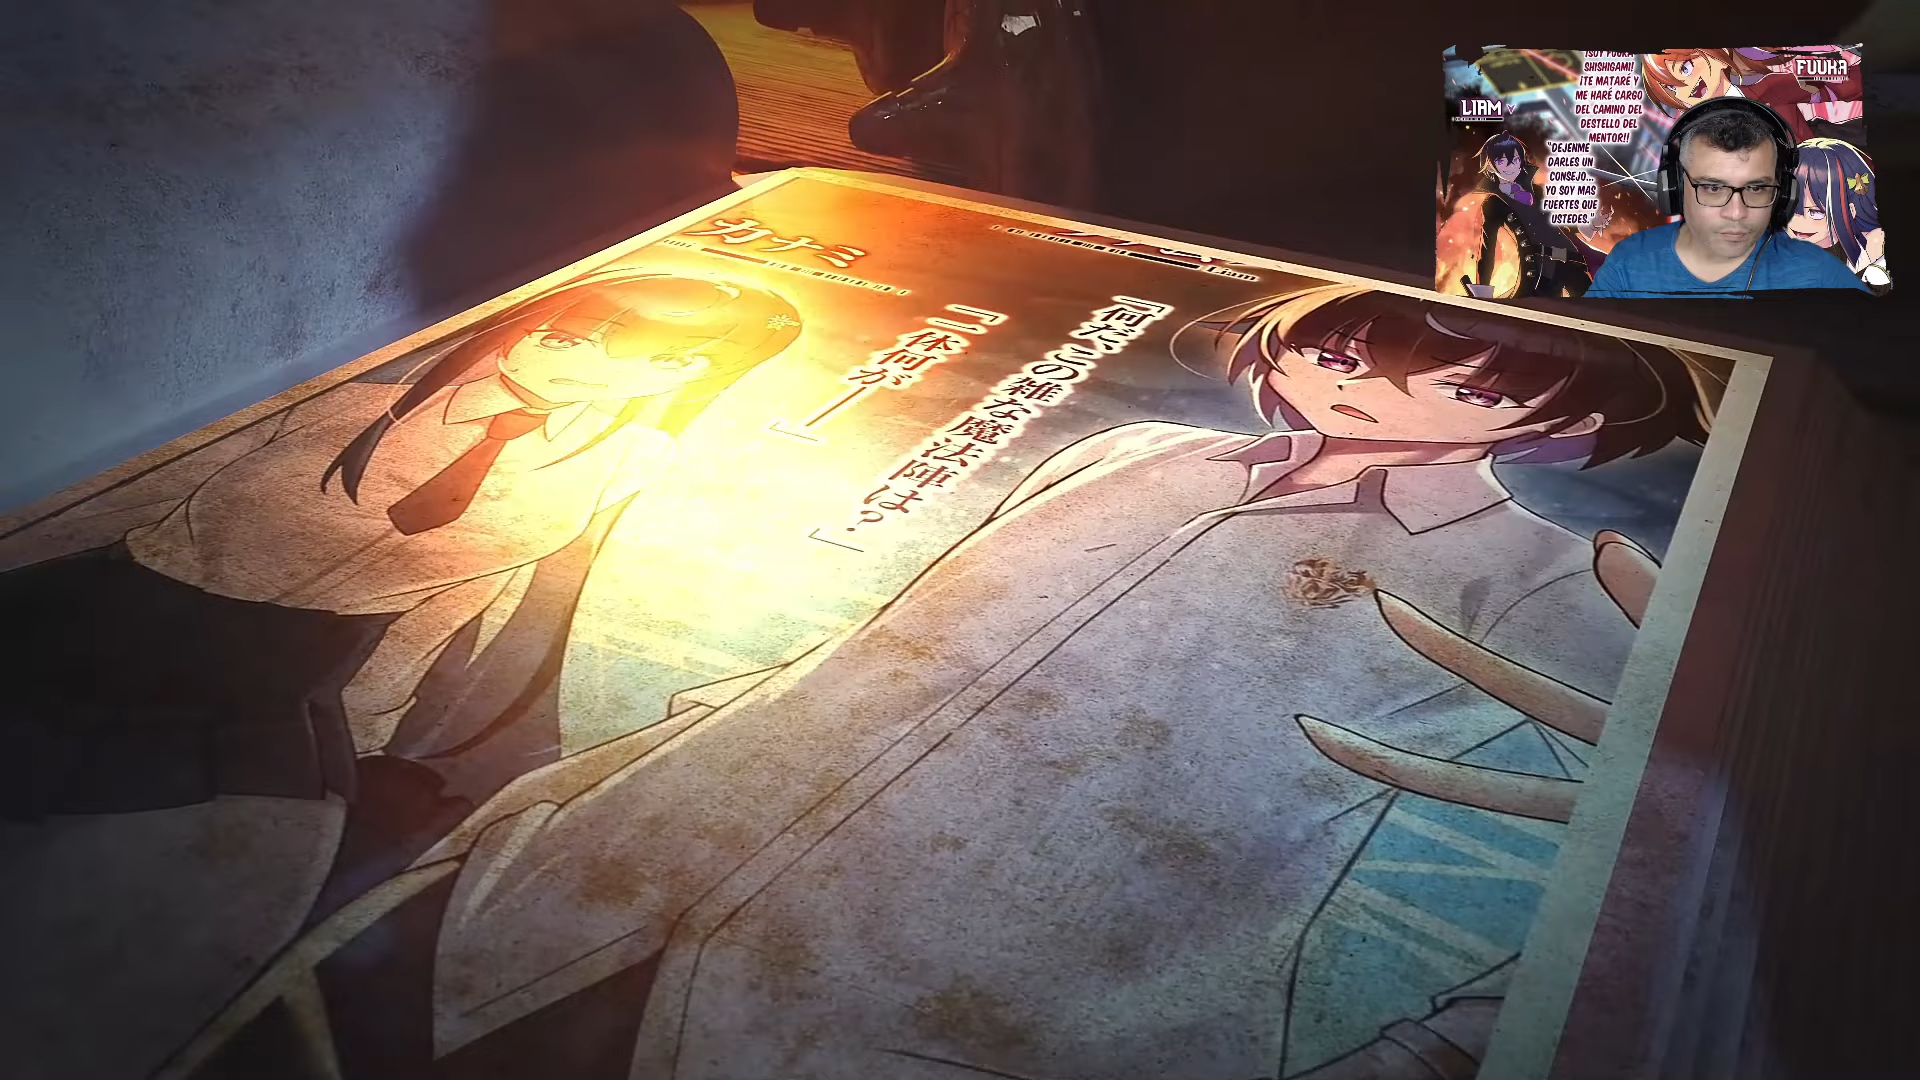 カナミ
Liam
『何だ、この雑な魔法陣は？』
「一体何が――」
LIAM
FUUKA
¡SOY FUUKA
SHISHIGAMI!
¡TE MATARÉ Y
ME HARÉ CARGO
DEL CAMINO DEL
DESTELLO DEL
MENTOR!!
"DEJENME
DARLES UN
CONSEJO...
YO SOY MAS
FUERTES QUE
USTEDES."